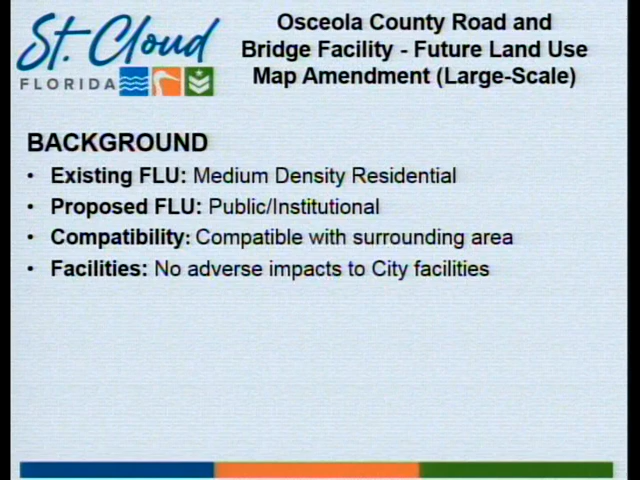 St. Cloud
FLORIDA
Osceola County Road and
Bridge Facility - Future Land Use
Map Amendment (Large-Scale)
BACKGROUND
• Existing FLU: Medium Density Residential
• Proposed FLU: Public/Institutional
• Compatibility: Compatible with surrounding area
• Facilities: No adverse impacts to City facilities